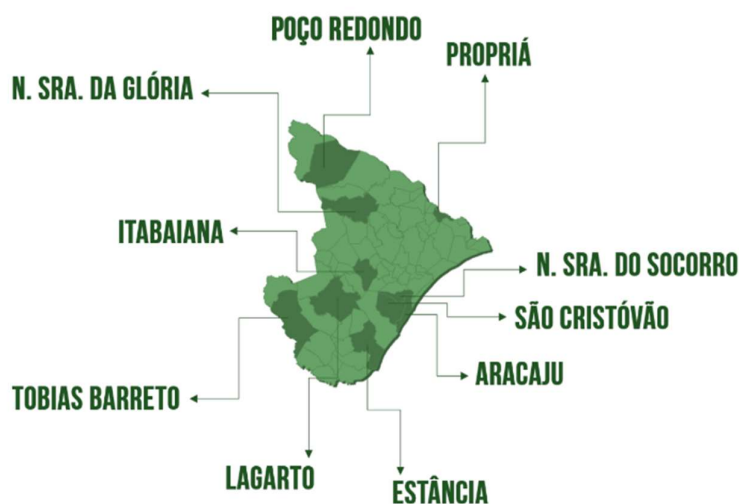 POÇO REDONDO
PROPRIÁ
N. SRA. DA GLÓRIA
ITABAIANA
N. SRA. DO SOCORRO
SÃO CRISTÓVÃO
ARACAJU
TOBIAS BARRETO
LAGARTO
ESTÂNCIA